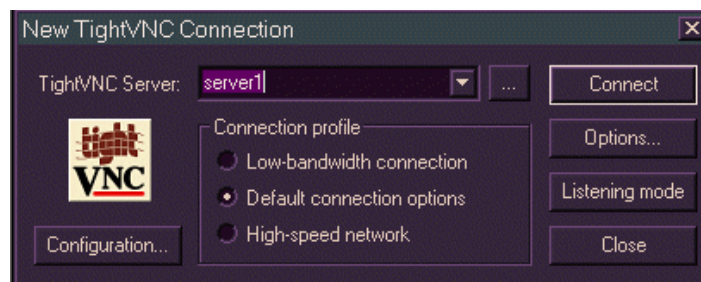 New TightVNC Connection
TightVNC Server: server1 ... Connect
Connection profile
Low-bandwidth connection
Default connection options
High-speed network
tight
VNC
Configuration...
Options...
Listening mode
Close